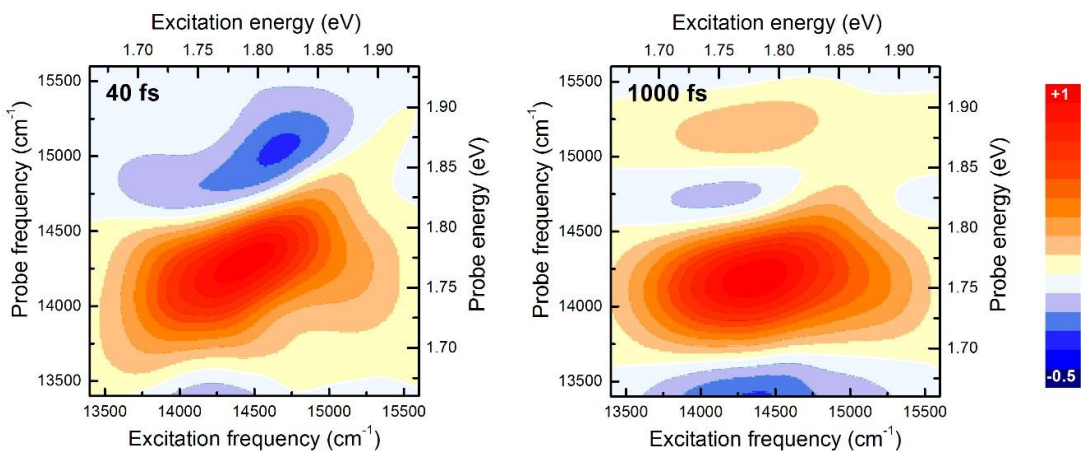 Excitation energy (eV)
1.70 1.75 1.80 1.85 1.90
40 fs
15500
15000
14500
14000
13500
Probe frequency (cm⁻¹)
1.90
1.85
1.80
1.75
1.70
Probe energy (eV)
13500 14000 14500 15000 15500
Excitation frequency (cm⁻¹)
Excitation energy (eV)
1.70 1.75 1.80 1.85 1.90
1000 fs
15500
15000
14500
14000
13500
Probe frequency (cm⁻¹)
1.90
1.85
1.80
1.75
1.70
Probe energy (eV)
13500 14000 14500 15000 15500
Excitation frequency (cm⁻¹)
+1
-0.5